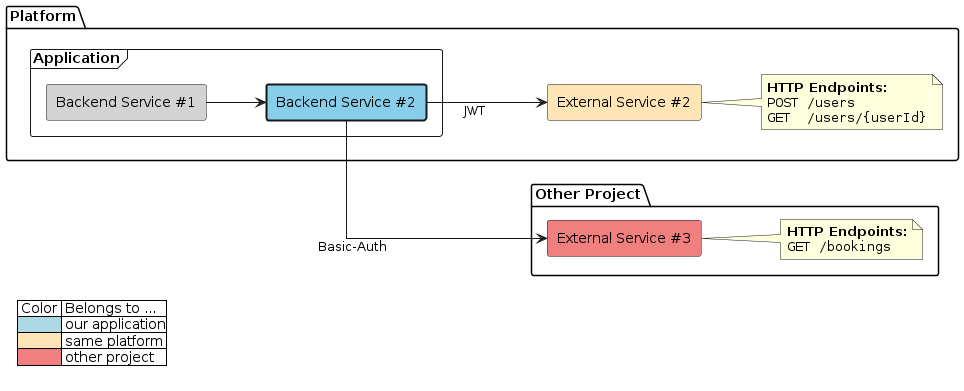 Platform
Application
Backend Service #1
Backend Service #2
JWT
External Service #2
HTTP Endpoints:
POST /users
GET  /users/{userId}
Other Project
Basic-Auth
External Service #3
HTTP Endpoints:
GET /bookings
Color Belongs to ...
our application
same platform
other project